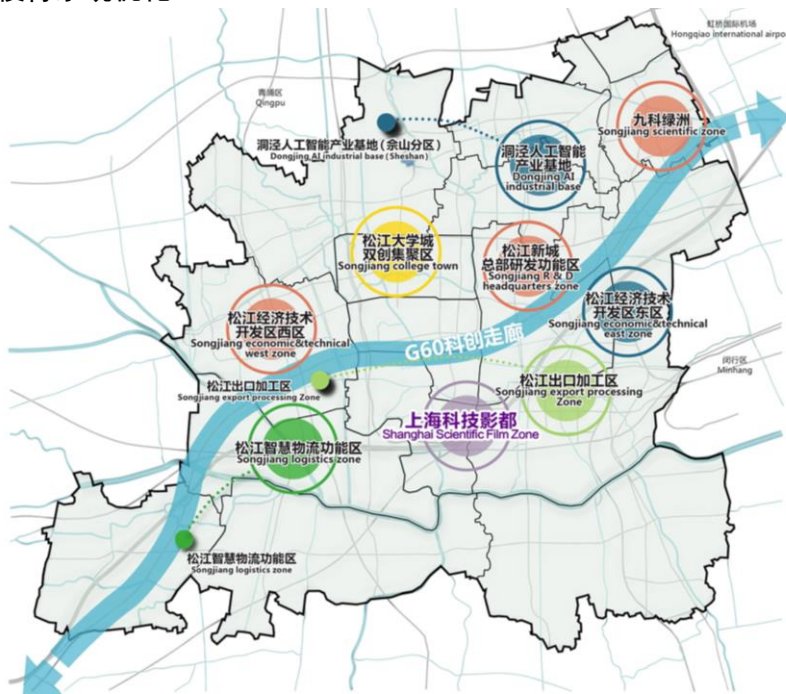 虹桥国际机场
Hongqiao international airpo
青浦区
Qingpu
九科绿洲
Songjiang scientific zone
洞泾人工智能产业基地(佘山分区)
Dongjing AI industrial base (Sheshan)
洞泾人工智能
产业基地
Dongjing AI
industrial base
松江大学城
双创集聚区
Songjiang college town
松江新城
总部研发功能区
Songjiang R & D
headquarters zone
松江经济技术
开发区西区
Songjiang economic&technical
west zone
松江经济技术
开发区东区
Songjiang economic&technical
east zone
G60科创走廊
闵行区
Minhang
松江出口加工区
Songjiang export processing Zone
松江出口加工区
Songjiang export processing
Zone
上海科技影都
Shanghai Scientific Film Zone
松江智慧物流功能区
Songjiang logistics zone
松江智慧物流功能区
Songjiang logistics zone